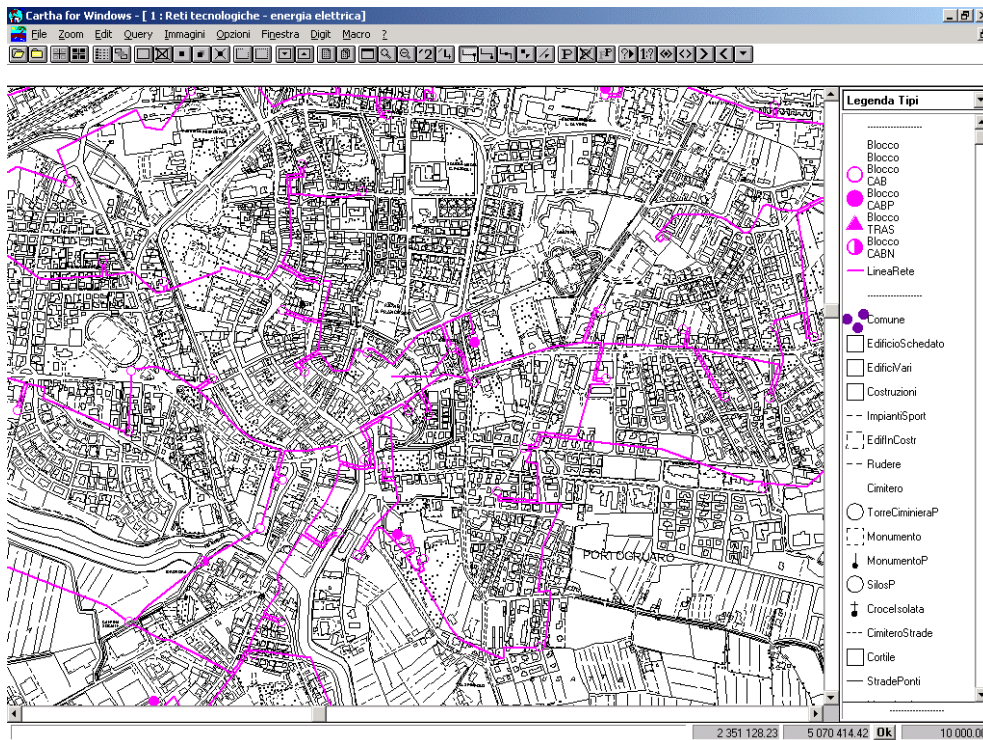 Cartha for Windows - [ 1 : Reti tecnologiche - energia elettrica]
File Zoom Edit Query Immagini Opzioni Finestra Digit Macro ?
Legenda Tipi
Blocco
Blocco
Blocco
CAB
Blocco
CABP
Blocco
TRAS
Blocco
CABN
LineaRete
Comune
EdificioSchedato
EdificiVari
Costruzioni
ImpiantiSport
EdifInCostr
Rudere
Cimitero
TorreCiminieraP
Monumento
MonumentoP
SilosP
CroceIsolata
CimiteroStrade
Cortile
StradePonti
PORTOGRUARO
2 351 128.23 5 070 414.42 Ok 10 000.00